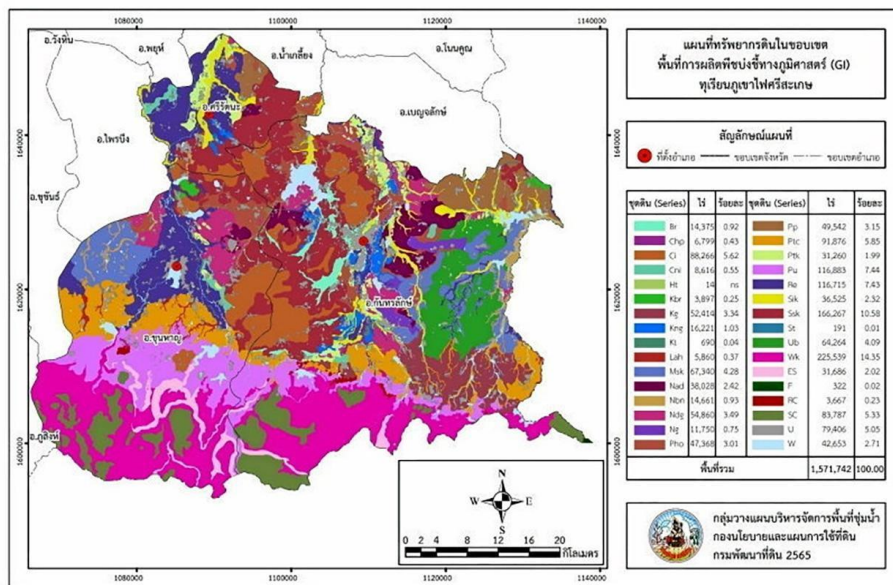 แผนที่ทรัพยากรดินในขอบเขต
พื้นที่การผลิตพืชบ่งชี้ทางภูมิศาสตร์ (GI)
ทุเรียนภูเขาไฟศรีสะเกษ
สัญลักษณ์แผนที่
ที่ตั้งอำเภอ ขอบเขตจังหวัด ขอบเขตอำเภอ
ชุดดิน (Series) ไร่ ร้อยละ ชุดดิน (Series) ไร่ ร้อยละ
Br 14,375 0.92 Pp 49,542 3.15
Chp 6,799 0.43 Ptc 91,876 5.85
Ci 88,266 5.62 Ptk 31,260 1.99
Cni 8,616 0.55 Pu 116,883 7.44
Ht 14 ns Re 116,715 7.43
Kbr 3,897 0.25 Sik 36,525 2.32
Kg 52,414 3.34 Ssk 166,267 10.58
Kng 16,221 1.03 St 191 0.01
Kt 690 0.04 Ub 64,264 4.09
Lah 5,860 0.37 Wk 225,539 14.35
Msk 67,340 4.28 ES 31,686 2.02
Nad 38,028 2.42 F 322 0.02
Nbn 14,661 0.93 RC 3,667 0.23
Ndg 54,860 3.49 SC 83,787 5.33
Ng 11,750 0.75 U 79,406 5.05
Pho 47,368 3.01 W 42,653 2.71
พื้นที่รวม 1,571,742 100.00
กลุ่มวางแผนบริหารจัดการพื้นที่ชุ่มน้ำ
กองนโยบายและแผนการใช้ที่ดิน
กรมพัฒนาที่ดิน 2565
1080000 1100000 1120000 1140000
อ.วังหิน
อ.พยุห์
อ.น้ำเกลี้ยง
อ.โนนคูณ
อ.ศรีรัตนะ
อ.เบญจลักษ์
อ.ไพรบึง
อ.ขุขันธ์
อ.กันทรลักษ์
อ.ขุนหาญ
อ.ภูสิงห์
1640000
1620000
1600000
1640000
1620000
1600000
N
W E
S
0 2 4 8 12 16 20
กิโลเมตร
1080000 1100000 1120000 1140000